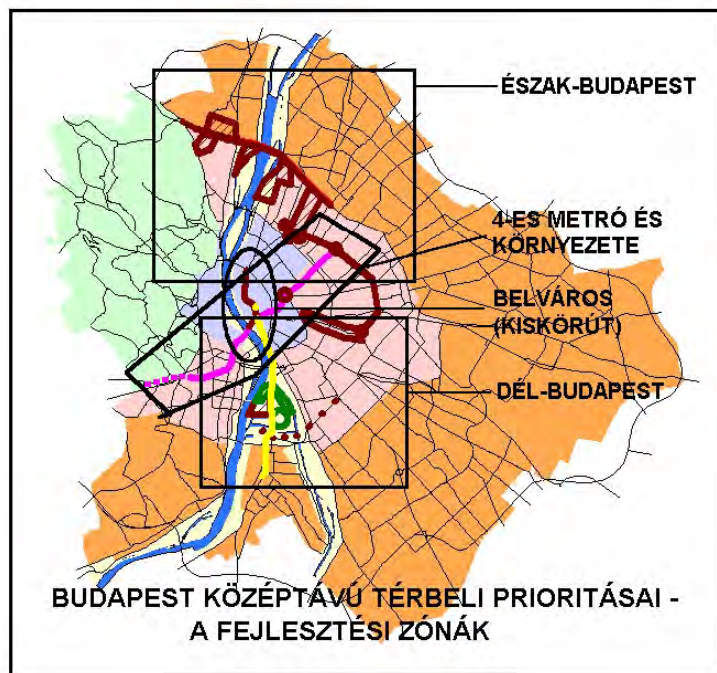 ÉSZAK-BUDAPEST
4-ES METRÓ ÉS
KÖRNYEZETE
BELVÁROS
(KISKÖRÚT)
DÉL-BUDAPEST
BUDAPEST KÖZÉPTÁVÚ TÉRBELI PRIORITÁSAI -
A FEJLESZTÉSI ZÓNÁK